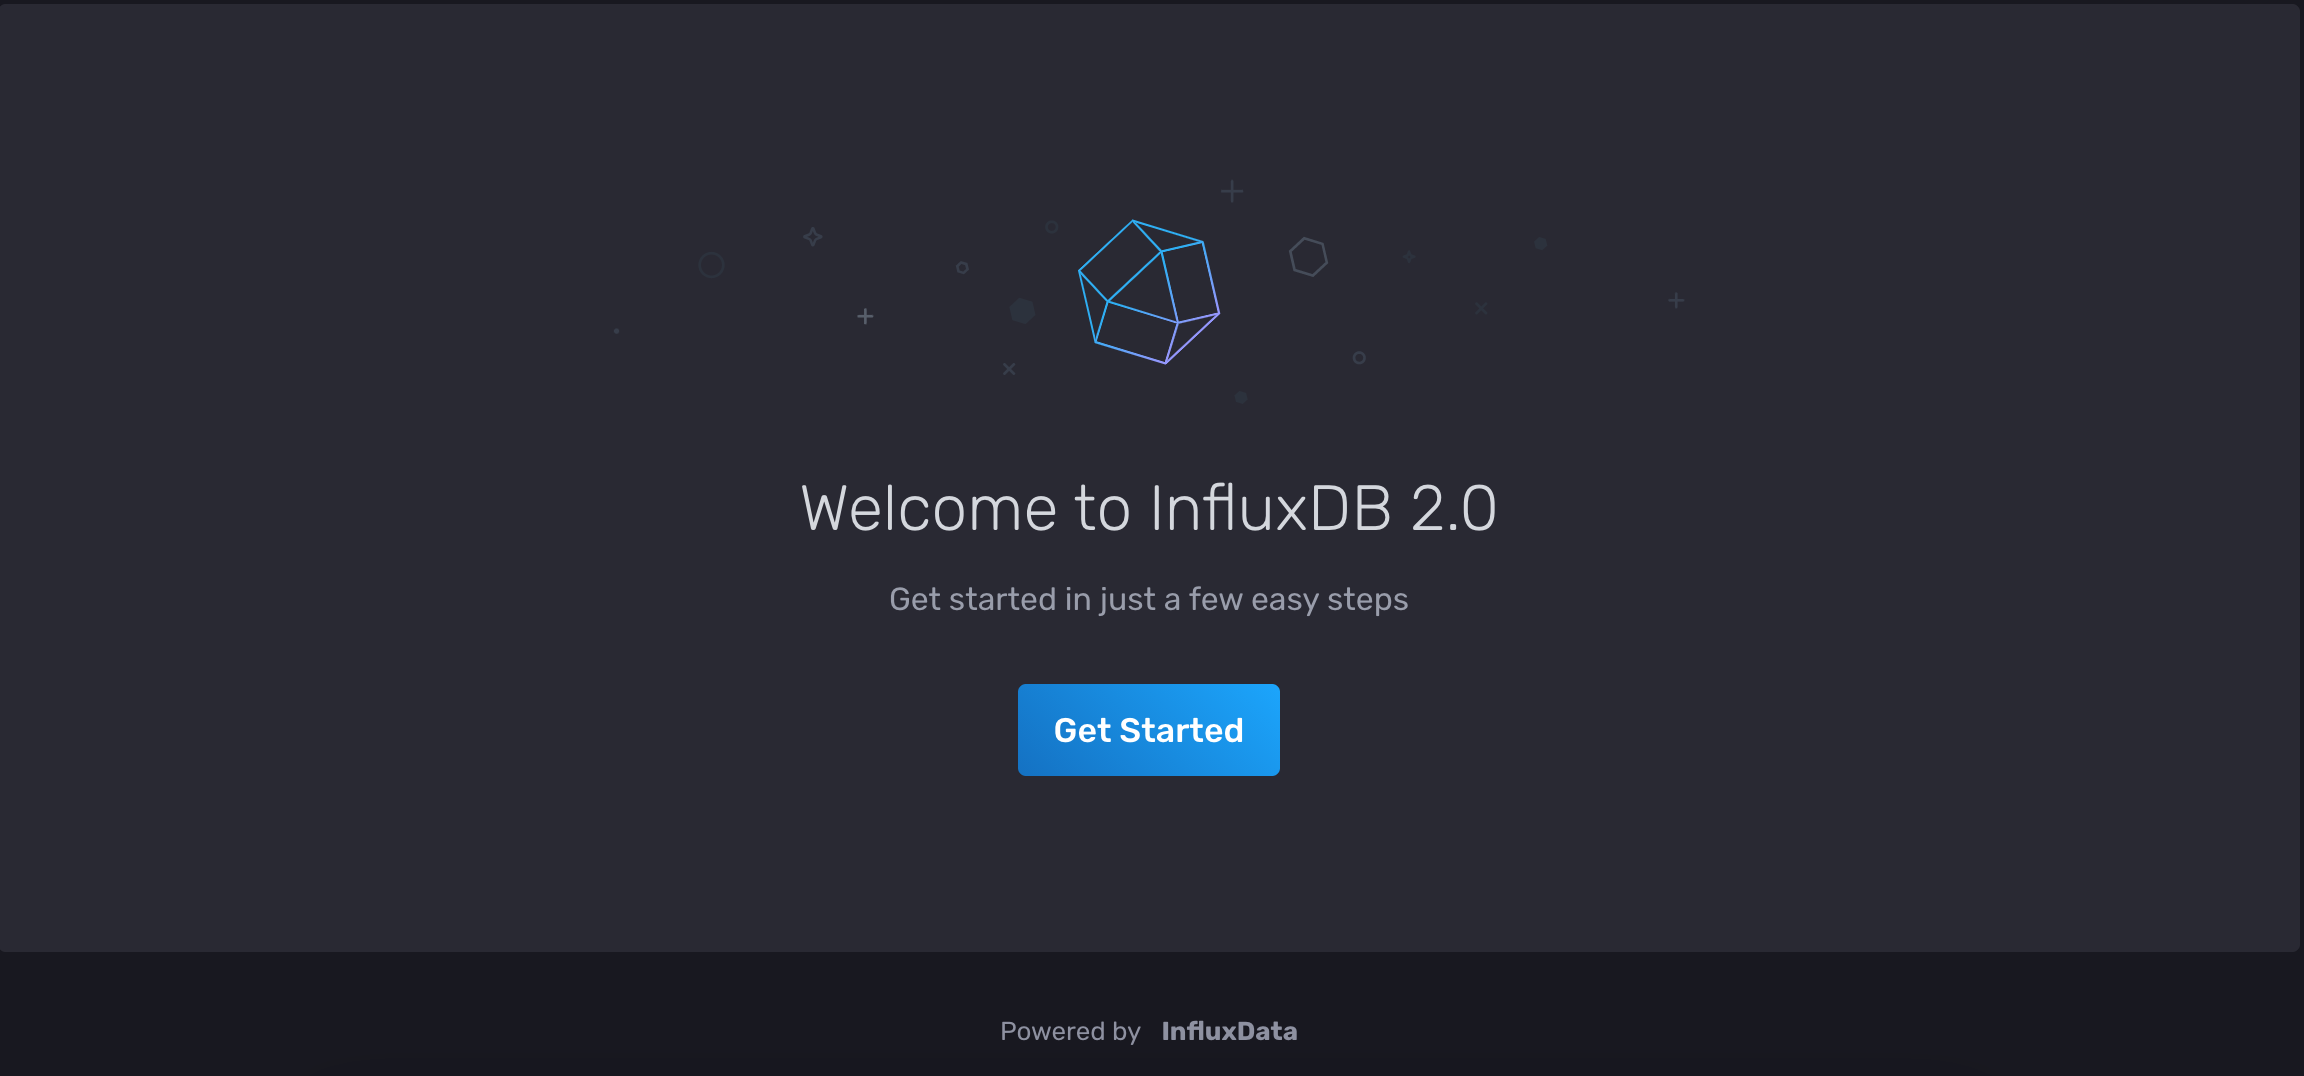 Welcome to InfluxDB 2.0
Get started in just a few easy steps
Get Started
Powered by InfluxData